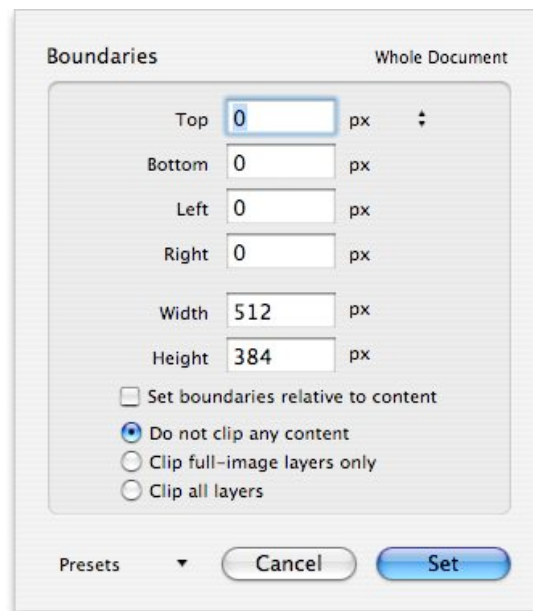 Boundaries Whole Document
Top 0 px
Bottom 0 px
Left 0 px
Right 0 px
Width 512 px
Height 384 px
Set boundaries relative to content
Do not clip any content
Clip full-image layers only
Clip all layers
Presets Cancel Set